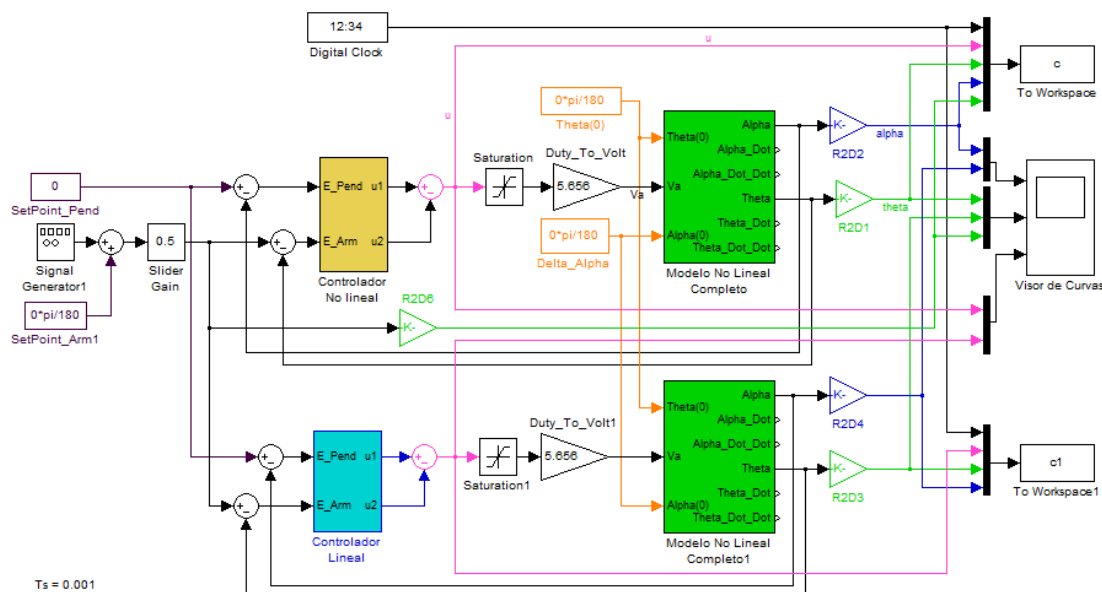 12:34
Digital Clock
u
u
c
To Workspace
0*pi/180
Theta(0)
Saturation
Duty_To_Volt
5.656
Va
Theta(0)
Va
Alpha(0)
Alpha
Alpha_Dot
Alpha_Dot_Dot
Theta
Theta_Dot
Theta_Dot_Dot
Modelo No Lineal
Completo
K-
R2D2
alpha
K-
R2D1
theta
0
SetPoint_Pend
E_Pend u1
E_Arm u2
Controlador
No lineal
0*pi/180
Delta_Alpha
Signal
Generator1
0.5
Slider
Gain
0*pi/180
SetPoint_Arm1
R2D6
K-
Visor de Curvas
Duty_To_Volt1
5.656
Saturation1
E_Pend u1
E_Arm u2
Controlador
Lineal
Theta(0)
Va
Alpha(0)
Alpha
Alpha_Dot
Alpha_Dot_Dot
Theta
Theta_Dot
Theta_Dot_Dot
Modelo No Lineal
Completo1
K-
R2D4
K-
R2D3
c1
To Workspace1
Ts = 0.001